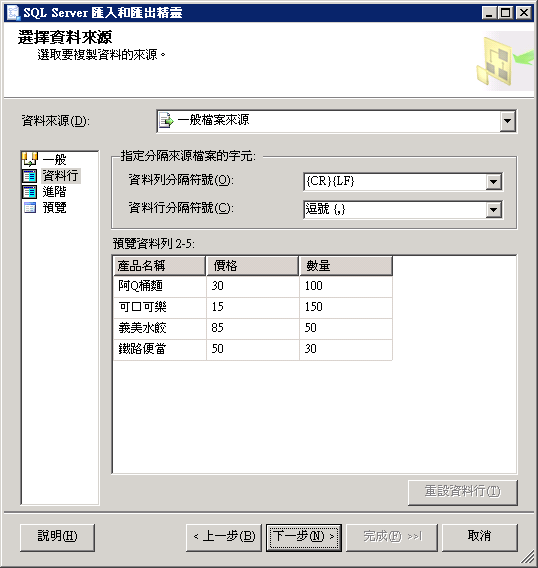 SQL Server 匯入和匯出精靈
選擇資料來源
選取要複製資料的來源。
資料來源(D):
一般檔案來源
一般
資料行
進階
預覽
指定分隔來源檔案的字元:
資料列分隔符號(O):
{CR}{LF}
資料行分隔符號(C):
逗號 {,}
預覽資料列 2-5:
產品名稱 價格 數量
阿Q桶麵 30 100
可口可樂 15 150
義美水餃 85 50
鐵路便當 50 30
重設資料行(T)
說明(H)
< 上一步(B)
下一步(N) >
完成(F) >>|
取消